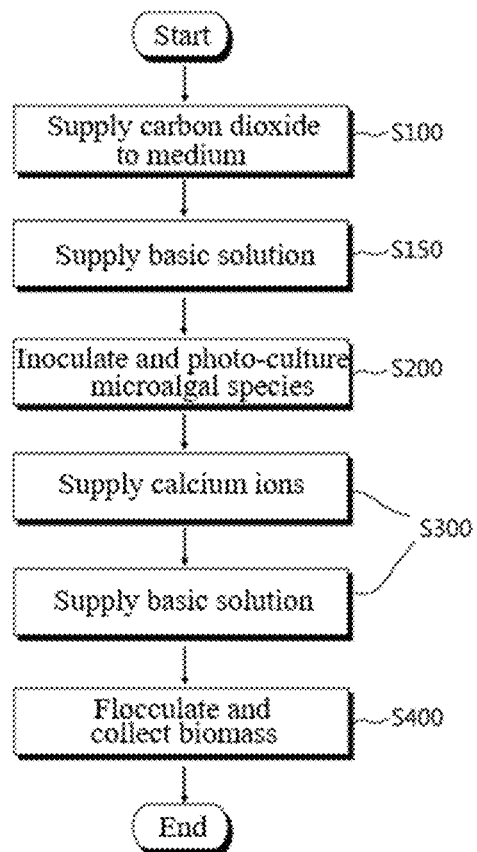 Start
Supply carbon dioxide
to medium
S100
Supply basic solution
S150
Inoculate and photo-culture
microalgal species
S200
Supply calcium ions
S300
Supply basic solution
Flocculate and
collect biomass
S400
End